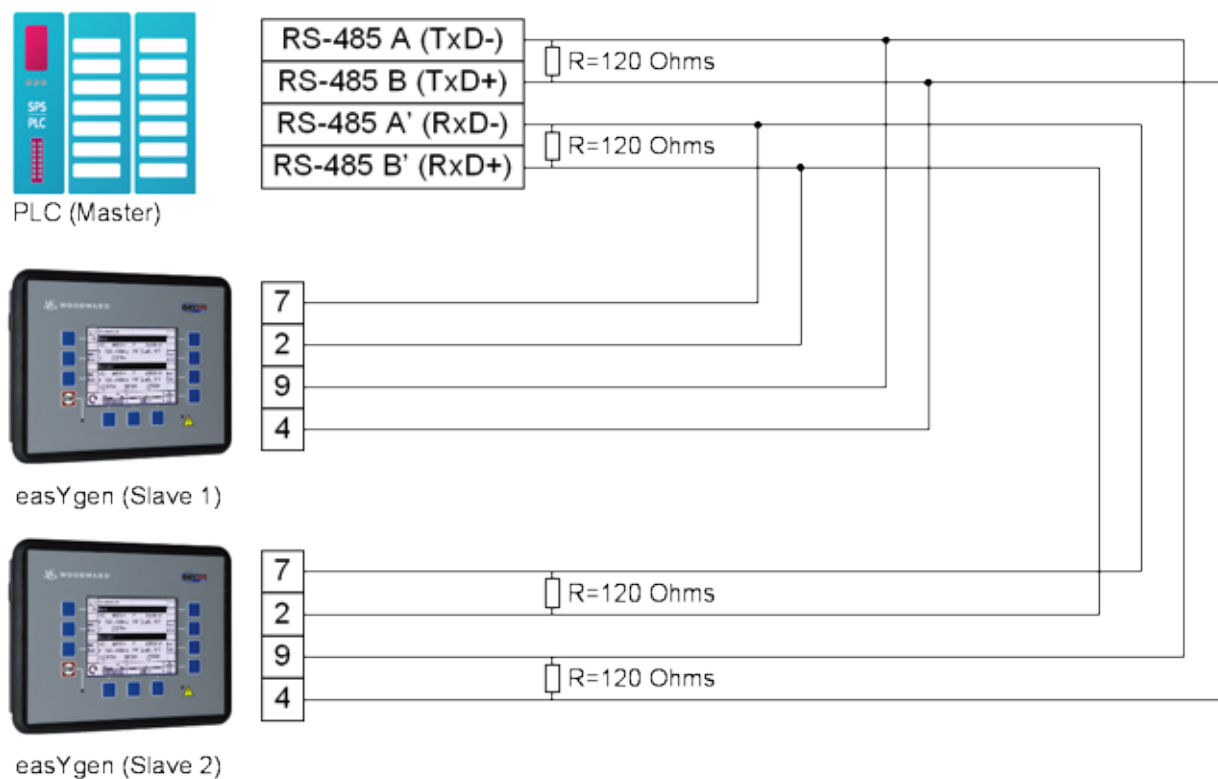 RS-485 A (TxD-)
R=120 Ohms
RS-485 B (TxD+)
RS-485 A' (RxD-)
R=120 Ohms
RS-485 B' (RxD+)
SPS
PLC
PLC (Master)
WOODWARD
7
2
9
4
easYgen (Slave 1)
WOODWARD
7
R=120 Ohms
2
9
R=120 Ohms
4
easYgen (Slave 2)